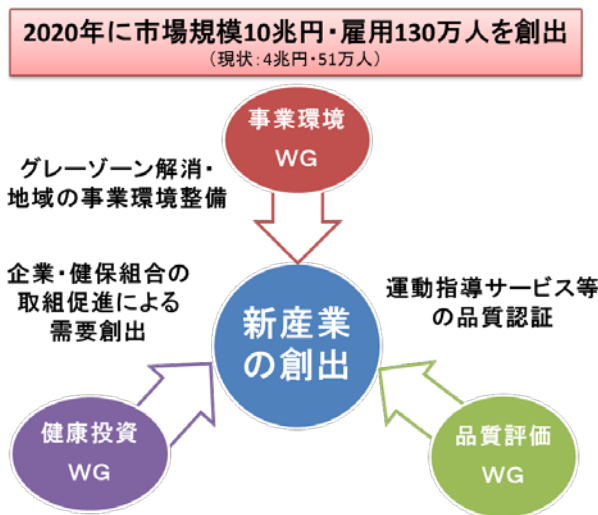 2020年に市場規模10兆円・雇用130万人を創出
（現状：4兆円・51万人）
事業環境
WG
グレーゾーン解消・
地域の事業環境整備
企業・健保組合の
取組促進による
需要創出
新産業
の創出
運動指導サービス等
の品質認証
健康投資
WG
品質評価
WG